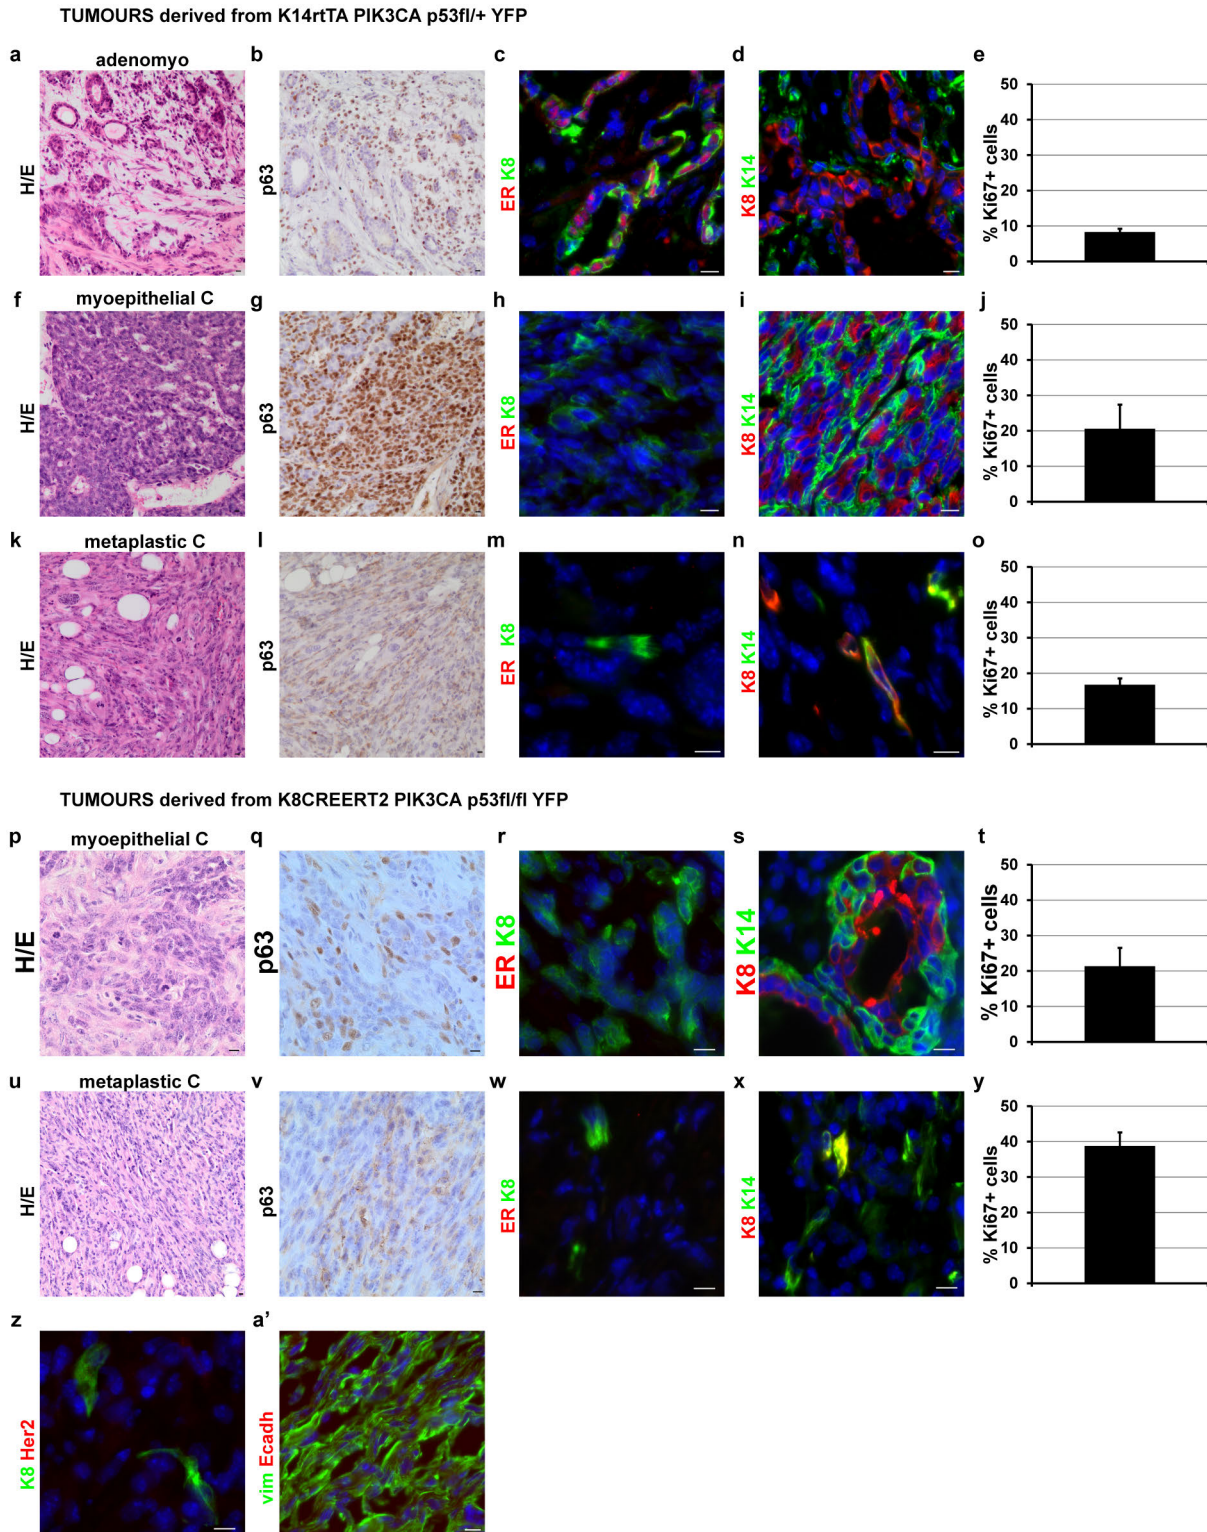 TUMOURS derived from K14rtTA PIK3CA p53fl/+ YFP
a adenomyo b c d e
H/E p63 ER K8 K8 K14 % Ki67+ cells
50
40
30
20
10
0
f myoepithelial C g h i j
H/E p63 ER K8 K8 K14 % Ki67+ cells
50
40
30
20
10
0
k metaplastic C l m n o
H/E p63 ER K8 K8 K14 % Ki67+ cells
50
40
30
20
10
0
TUMOURS derived from K8CREERT2 PIK3CA p53fl/fl YFP
p myoepithelial C q r s t
H/E p63 ER K8 K8 K14 % Ki67+ cells
50
40
30
20
10
0
u metaplastic C v w x y
H/E p63 ER K8 K8 K14 % Ki67+ cells
50
40
30
20
10
0
z a’
K8 Her2 vim Ecadh